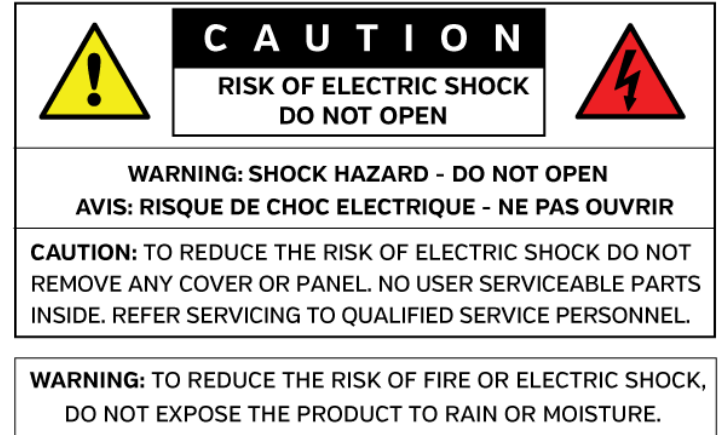 CAUTION
RISK OF ELECTRIC SHOCK
DO NOT OPEN
WARNING: SHOCK HAZARD - DO NOT OPEN
AVIS: RISQUE DE CHOC ELECTRIQUE - NE PAS OUVRIR
CAUTION: TO REDUCE THE RISK OF ELECTRIC SHOCK DO NOT
REMOVE ANY COVER OR PANEL. NO USER SERVICEABLE PARTS
INSIDE. REFER SERVICING TO QUALIFIED SERVICE PERSONNEL.
WARNING: TO REDUCE THE RISK OF FIRE OR ELECTRIC SHOCK,
DO NOT EXPOSE THE PRODUCT TO RAIN OR MOISTURE.